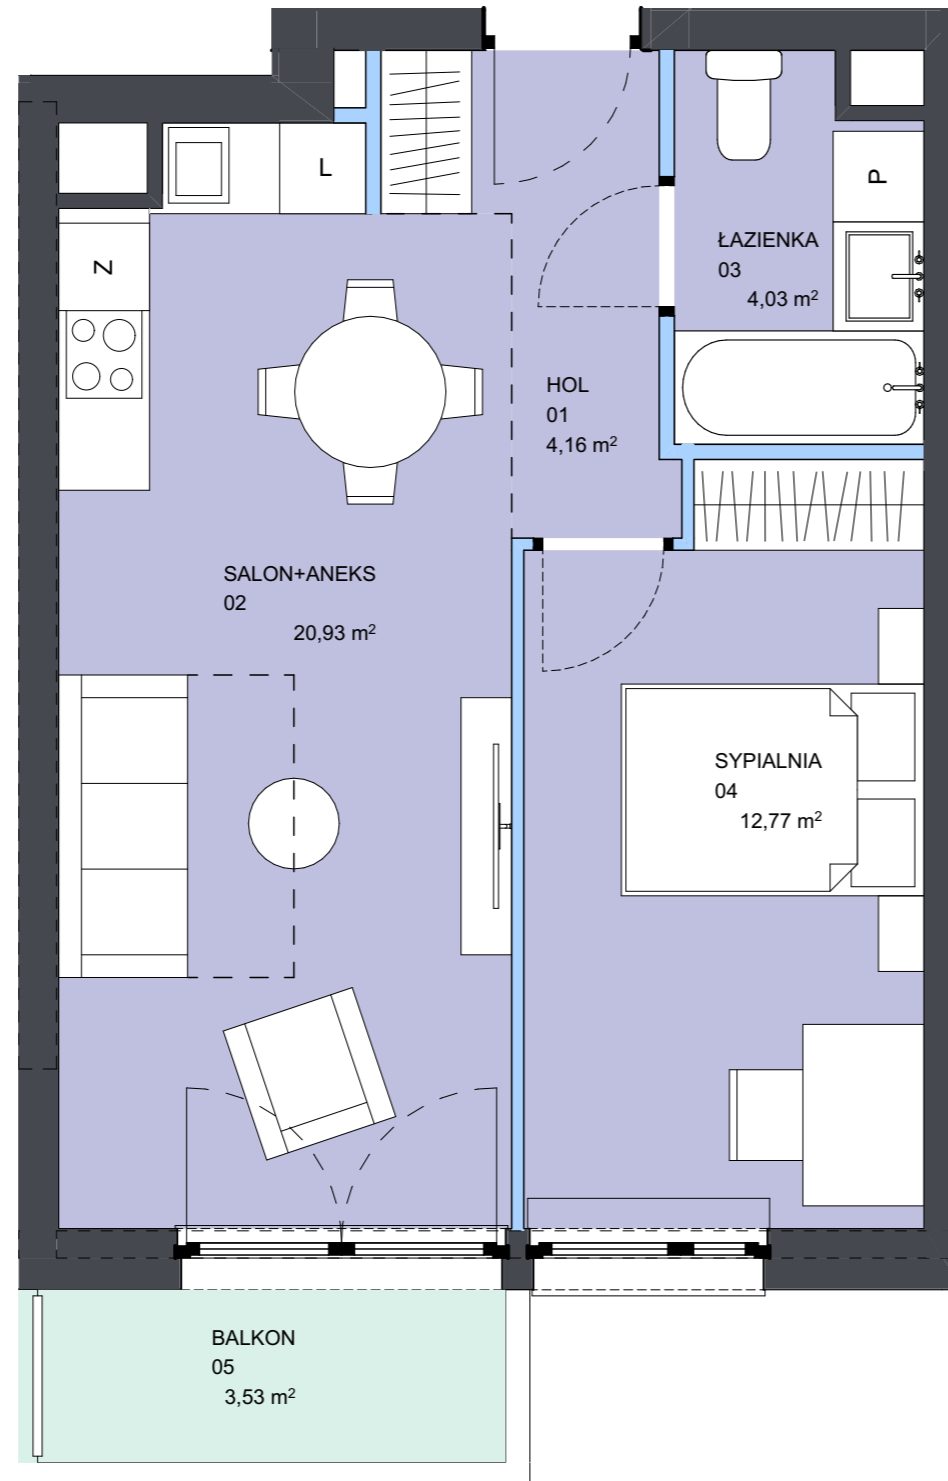 L
P
Z
ŁAZIENKA
03
4,03 m²
HOL
01
4,16 m²
SALON+ANEKS
02
20,93 m²
SYPIALNIA
04
12,77 m²
BALKON
05
3,53 m²